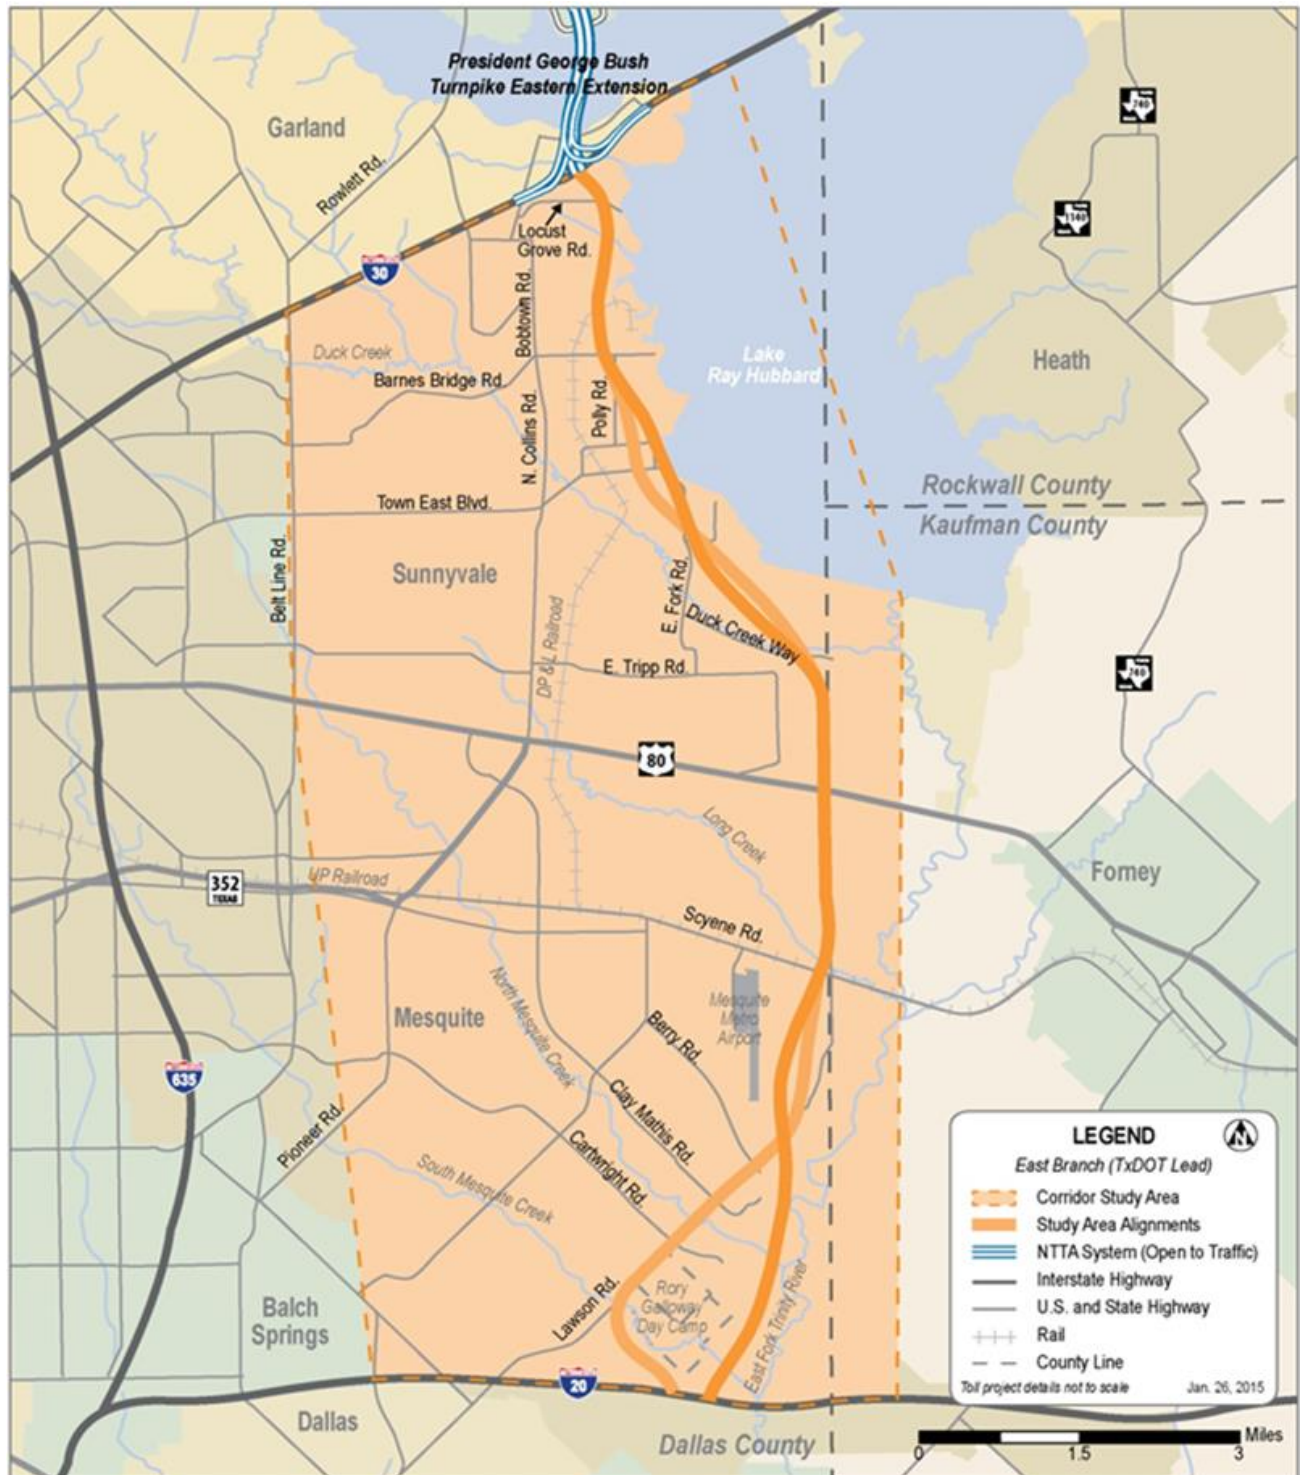 President George Bush
Turnpike Eastern Extension
Garland
Rowlett Rd.
740
1140
Locust
Grove Rd.
30
Bobtown Rd.
Duck Creek
Barnes Bridge Rd.
Lake
Ray Hubbard
Heath
Polly Rd.
N. Collins Rd.
Town East Blvd.
Rockwall County
Kaufman County
Belt Line Rd.
Sunnyvale
E. Fork Rd.
Duck Creek Way
DP & L Railroad
E. Tripp Rd.
740
80
Long Creek
Forney
352
TEXAS
UP Railroad
Scyene Rd.
North Mesquite Creek
Mesquite
Mesquite
Metro
Airport
Berry Rd.
635
Clay Mathis Rd.
Pioneer Rd.
Cartwright Rd.
South Mesquite Creek
LEGEND
N
East Branch (TxDOT Lead)
Corridor Study Area
Study Area Alignments
NTTA System (Open to Traffic)
Interstate Highway
U.S. and State Highway
Rail
County Line
Toll project details not to scale
Jan. 26, 2015
Balch
Springs
Lawson Rd.
Rory
Galloway
Day Camp
East Fork Trinity River
20
Dallas
Dallas County
0 1.5 3 Miles